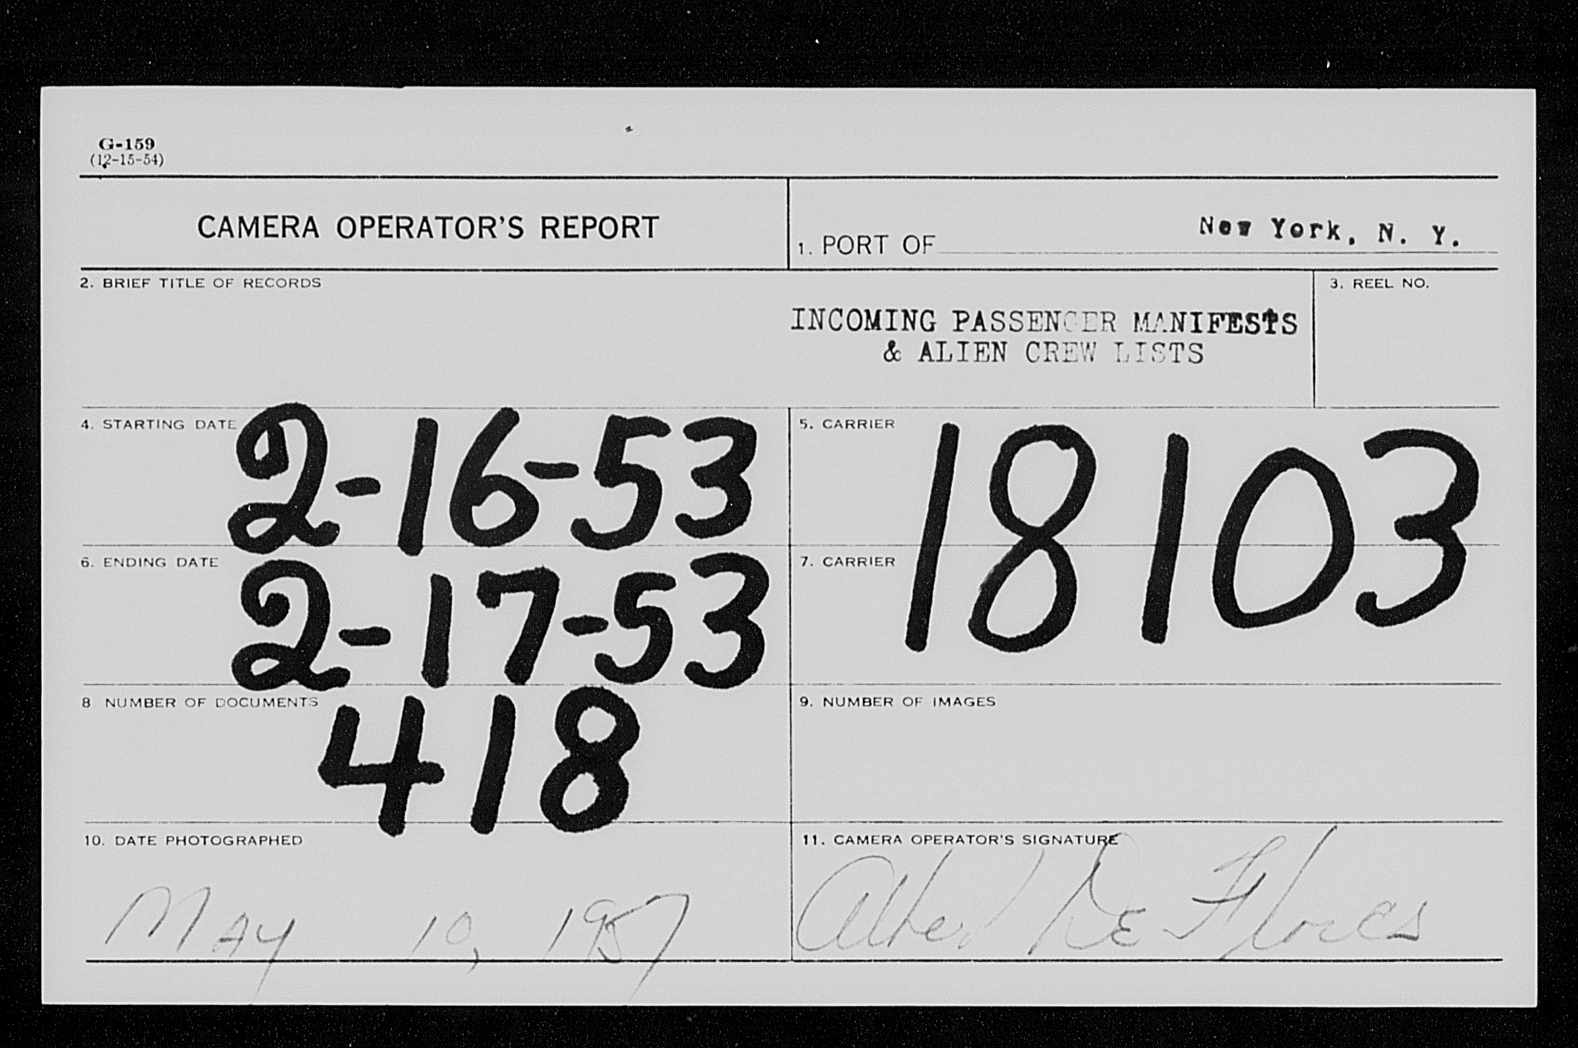 G-159
(12-15-54)
CAMERA OPERATOR'S REPORT
1. PORT OF New York, N. Y.
2. BRIEF TITLE OF RECORDS
INCOMING PASSENGER MANIFESTS
& ALIEN CREW LISTS
3. REEL NO.
4. STARTING DATE 2-16-53
5. CARRIER 18103
6. ENDING DATE 2-17-53
7. CARRIER
8 NUMBER OF DOCUMENTS 418
9. NUMBER OF IMAGES
10. DATE PHOTOGRAPHED
MAY 10, 1957
11. CAMERA OPERATOR'S SIGNATURE
Albert De Flores